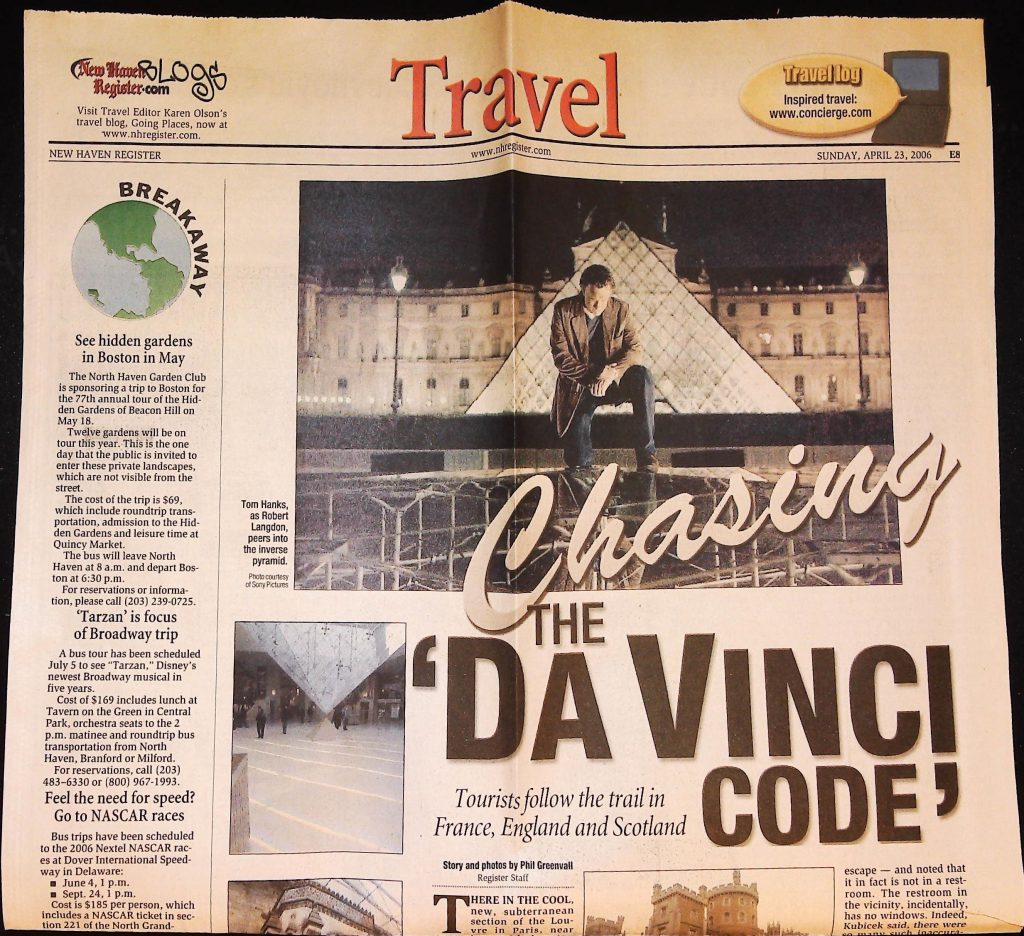 New Haven BLOGS
Register.com
Visit Travel Editor Karen Olson's
travel blog, Going Places, now at
www.nhregister.com.
Travel
Travel log
Inspired travel:
www.concierge.com
NEW HAVEN REGISTER
www.nhregister.com
SUNDAY, APRIL 23, 2006 E8
BREAKAWAY
See hidden gardens
in Boston in May
The North Haven Garden Club
is sponsoring a trip to Boston for
the 77th annual tour of the Hid-
den Gardens of Beacon Hill on
May 18.
Twelve gardens will be on
tour this year. This is the one
day that the public is invited to
enter these private landscapes,
which are not visible from the
street.
The cost of the trip is $69,
which include roundtrip trans-
portation, admission to the Hid-
den Gardens and leisure time at
Quincy Market.
The bus will leave North
Haven at 8 a.m. and depart Bos-
ton at 6:30 p.m.
For reservations or informa-
tion, please call (203) 239-0725.
'Tarzan' is focus
of Broadway trip
A bus tour has been scheduled
July 5 to see "Tarzan," Disney's
newest Broadway musical in
five years.
Cost of $169 includes lunch at
Tavern on the Green in Central
Park, orchestra seats to the 2
p.m. matinee and roundtrip bus
transportation from North
Haven, Branford or Milford.
For reservations, call (203)
483-6330 or (800) 967-1993.
Feel the need for speed?
Go to NASCAR races
Bus trips have been scheduled
to the 2006 Nextel NASCAR rac-
es at Dover International Speed-
way in Delaware:
■ June 4, 1 p.m.
■ Sept. 24, 1 p.m.
Cost is $185 per person, which
includes a NASCAR ticket in sec-
tion 221 of the North Grand-
Tom Hanks,
as Robert
Langdon,
peers into
the inverse
pyramid.
Photo courtesy
of Sony Pictures
Chasing
THE
'DA VINCI
CODE'
Tourists follow the trail in
France, England and Scotland
Story and photos by Phil Greenvall
Register Staff
THERE IN THE COOL,
new, subterranean
section of the Lou-
vre in Paris, near
escape — and noted that
it in fact is not in a rest-
room. The restroom in
the vicinity, incidentally,
has no windows. Indeed,
Kubicek said, there were
so many such inaccura-